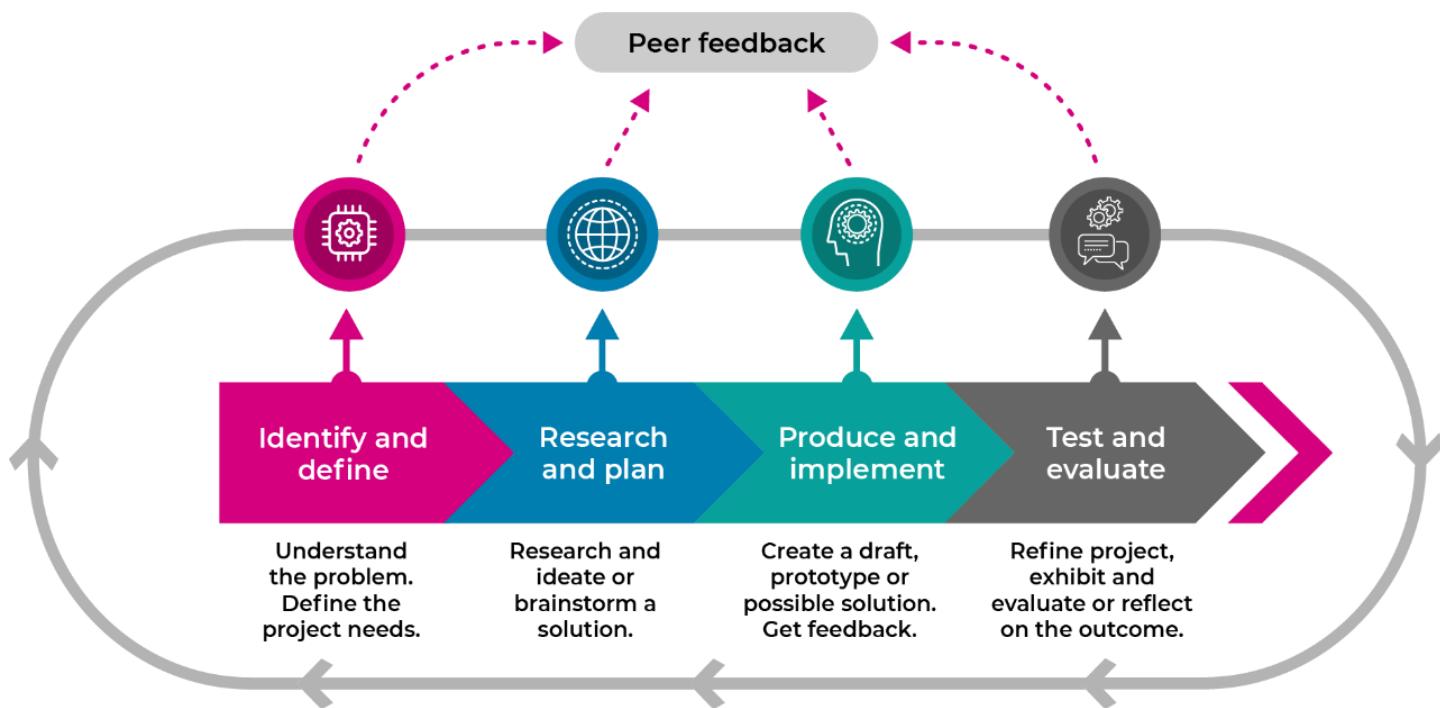 Peer feedback
Identify and
define
Research
and plan
Produce and
implement
Test and
evaluate
Understand
the problem.
Define the
project needs.
Research and
ideate or
brainstorm a
solution.
Create a draft,
prototype or
possible solution.
Get feedback.
Refine project,
exhibit and
evaluate or reflect
on the outcome.